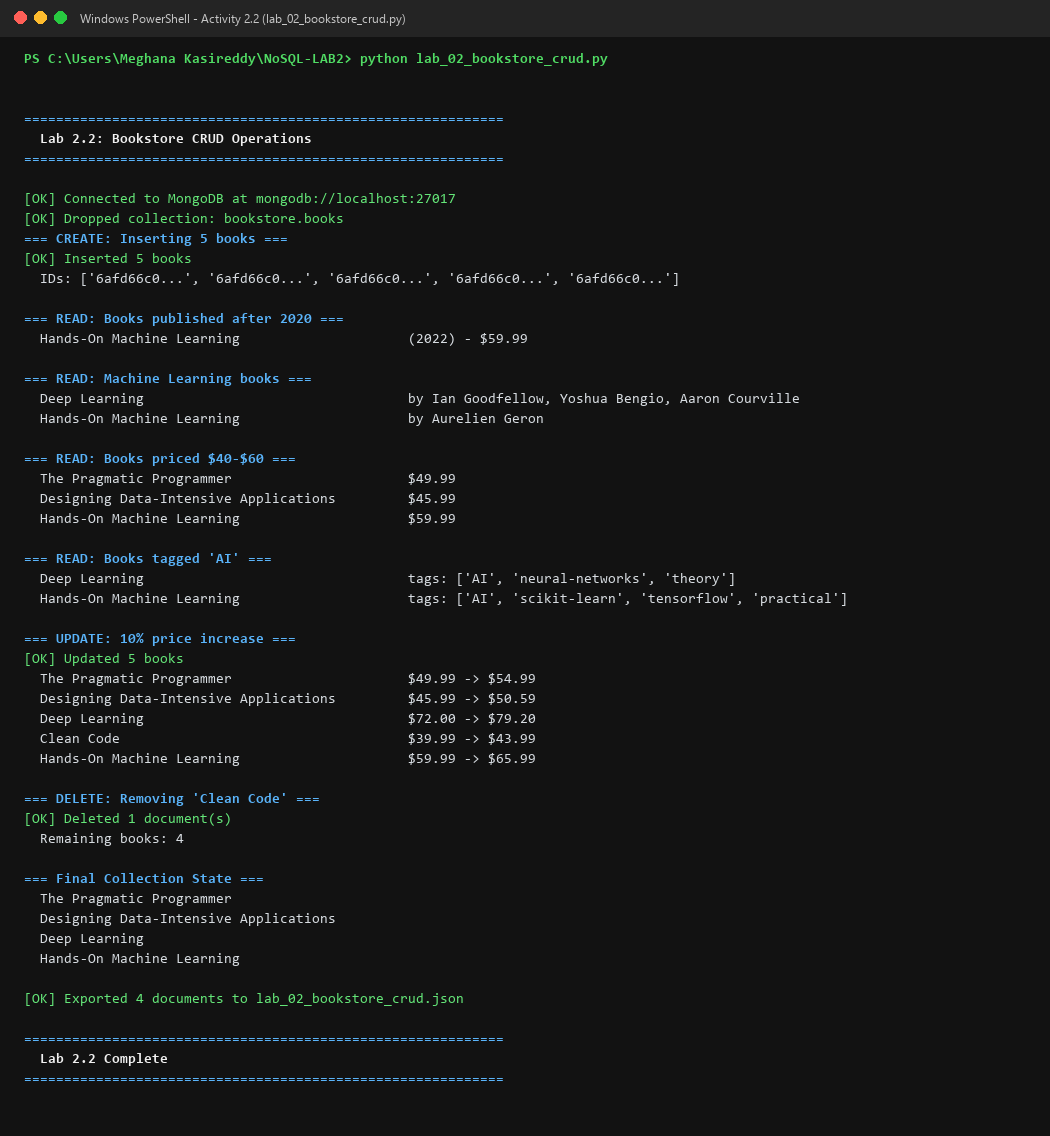 Windows PowerShell - Activity 2.2 (lab_02_bookstore_crud.py)
PS C:\Users\Meghana Kasireddy\NoSQL-LAB2> python lab_02_bookstore_crud.py
============================================================
Lab 2.2: Bookstore CRUD Operations
============================================================
[OK] Connected to MongoDB at mongodb://localhost:27017
[OK] Dropped collection: bookstore.books
=== CREATE: Inserting 5 books ===
[OK] Inserted 5 books
IDs: ['6afd66c0...', '6afd66c0...', '6afd66c0...', '6afd66c0...', '6afd66c0...']
=== READ: Books published after 2020 ===
Hands-On Machine Learning (2022) - $59.99
=== READ: Machine Learning books ===
Deep Learning by Ian Goodfellow, Yoshua Bengio, Aaron Courville
Hands-On Machine Learning by Aurelien Geron
=== READ: Books priced $40-$60 ===
The Pragmatic Programmer $49.99
Designing Data-Intensive Applications $45.99
Hands-On Machine Learning $59.99
=== READ: Books tagged 'AI' ===
Deep Learning tags: ['AI', 'neural-networks', 'theory']
Hands-On Machine Learning tags: ['AI', 'scikit-learn', 'tensorflow', 'practical']
=== UPDATE: 10% price increase ===
[OK] Updated 5 books
The Pragmatic Programmer $49.99 -> $54.99
Designing Data-Intensive Applications $45.99 -> $50.59
Deep Learning $72.00 -> $79.20
Clean Code $39.99 -> $43.99
Hands-On Machine Learning $59.99 -> $65.99
=== DELETE: Removing 'Clean Code' ===
[OK] Deleted 1 document(s)
Remaining books: 4
=== Final Collection State ===
The Pragmatic Programmer
Designing Data-Intensive Applications
Deep Learning
Hands-On Machine Learning
[OK] Exported 4 documents to lab_02_bookstore_crud.json
============================================================
Lab 2.2 Complete
============================================================